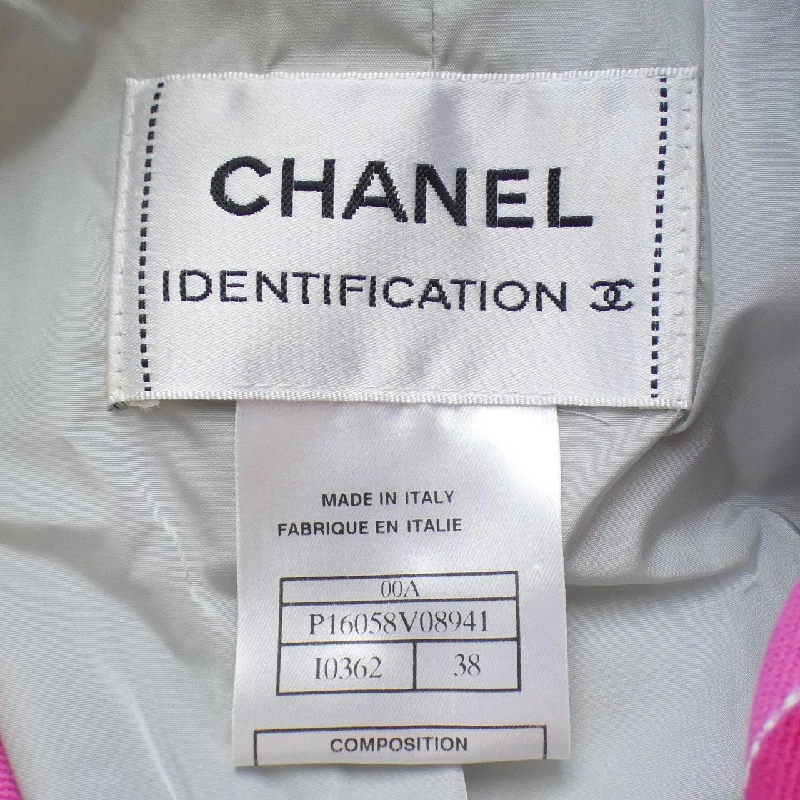 CHANEL
IDENTIFICATION
MADE IN ITALY
FABRIQUE EN ITALIE
00A
P16058V08941
I0362 38
COMPOSITION